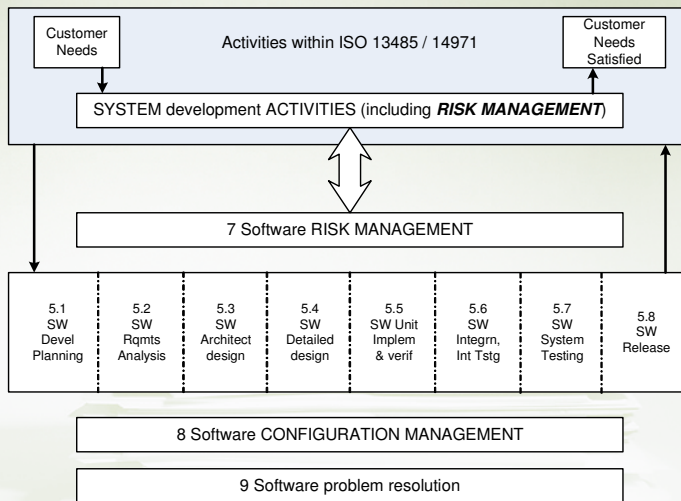 Customer
Needs
Activities within ISO 13485 / 14971
Customer
Needs
Satisfied
SYSTEM development ACTIVITIES (including RISK MANAGEMENT)
7 Software RISK MANAGEMENT
5.1
SW
Devel
Planning
5.2
SW
Rqmts
Analysis
5.3
SW
Architect
design
5.4
SW
Detailed
design
5.5
SW Unit
Implem
& verif
5.6
SW
Integrn,
Int Tstg
5.7
SW
System
Testing
5.8
SW
Release
8 Software CONFIGURATION MANAGEMENT
9 Software problem resolution